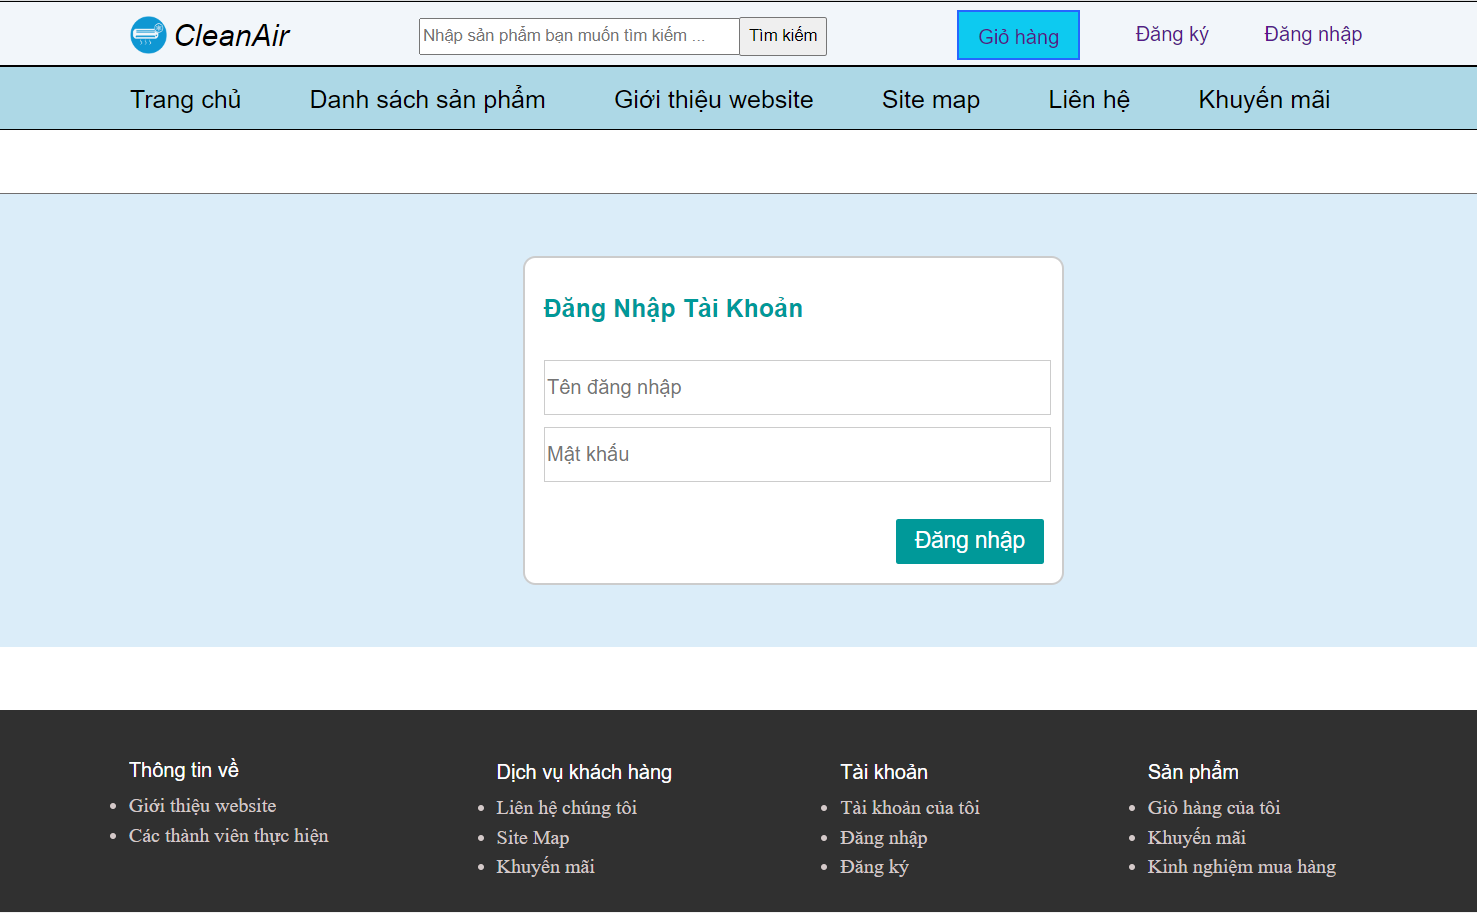 CleanAir
Nhập sản phẩm bạn muốn tìm kiếm ...
Tìm kiếm
Giỏ hàng
Đăng ký
Đăng nhập
Trang chủ
Danh sách sản phẩm
Giới thiệu website
Site map
Liên hệ
Khuyến mãi
Đăng Nhập Tài Khoản
Tên đăng nhập
Mật khấu
Đăng nhập
Thông tin về
Giới thiệu website
Các thành viên thực hiện
Dịch vụ khách hàng
Liên hệ chúng tôi
Site Map
Khuyến mãi
Tài khoản
Tài khoản của tôi
Đăng nhập
Đăng ký
Sản phẩm
Giỏ hàng của tôi
Khuyến mãi
Kinh nghiệm mua hàng